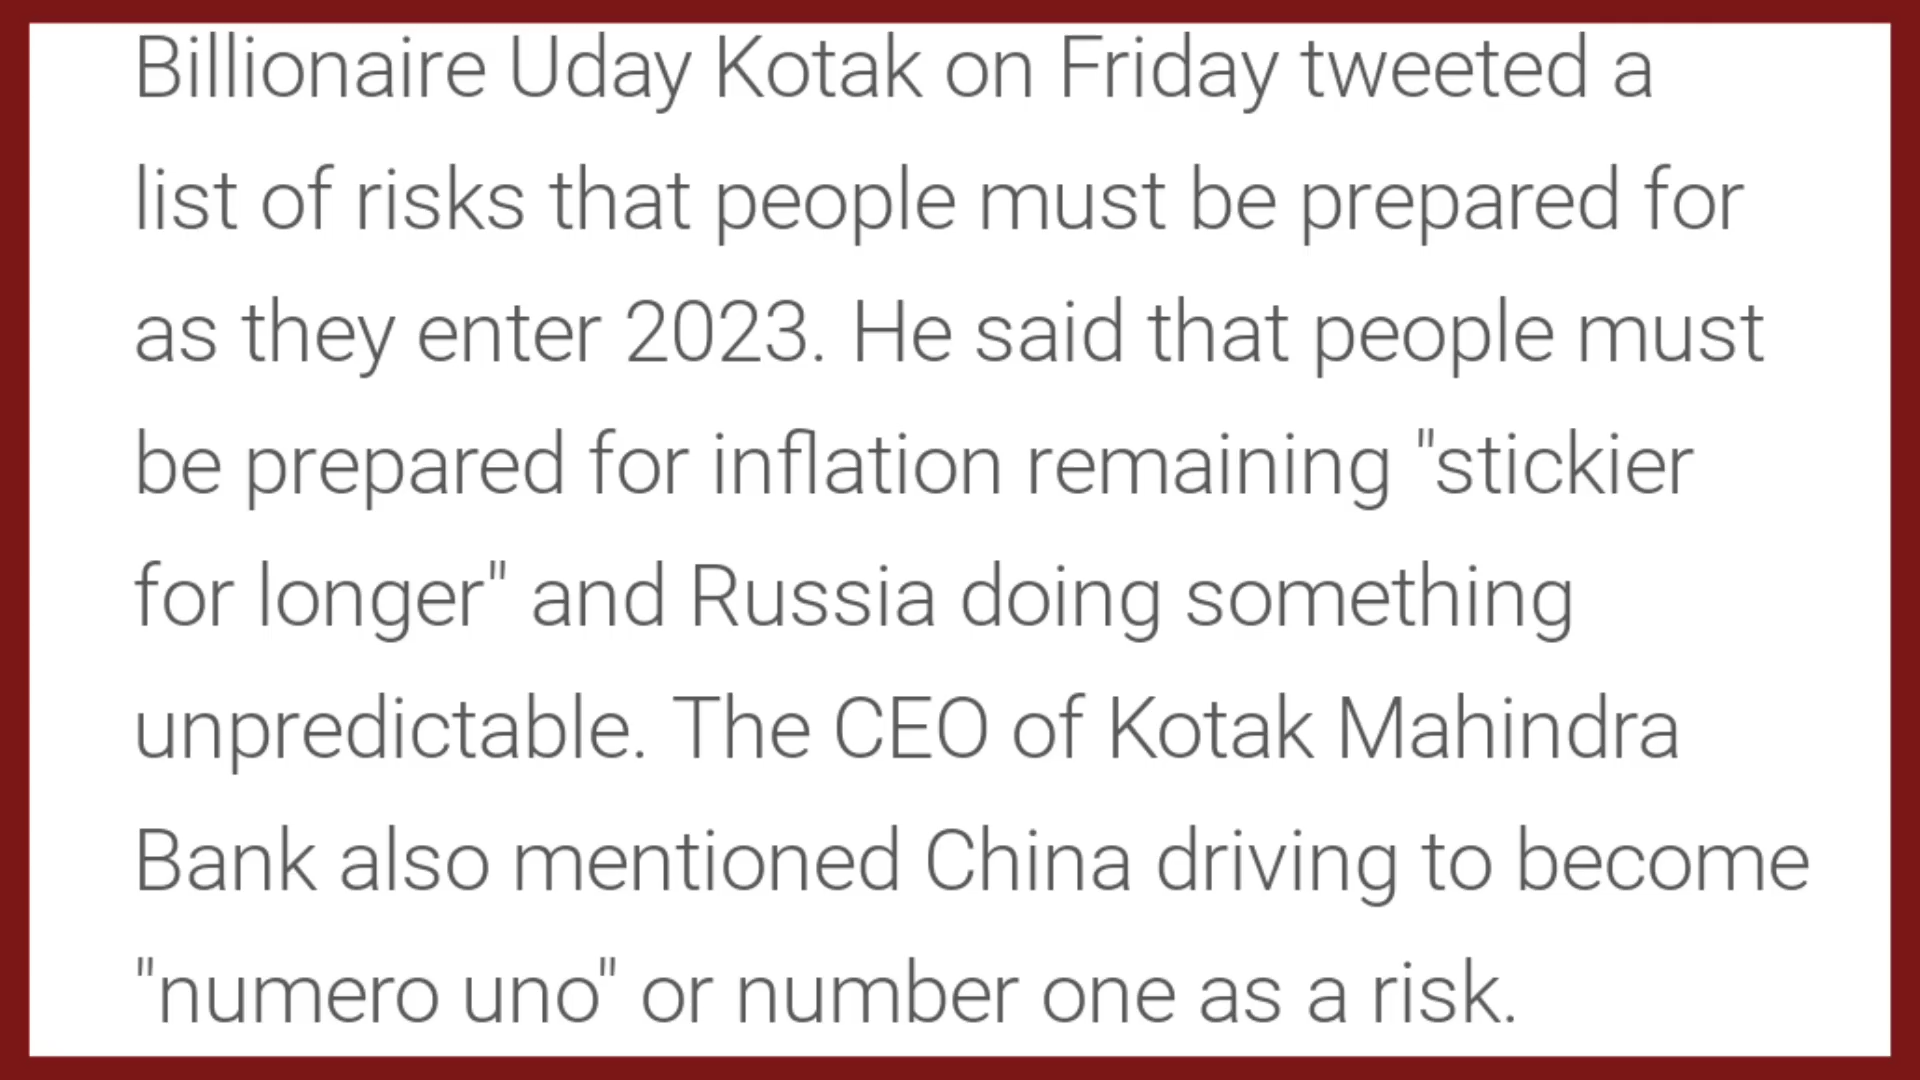 Billionaire Uday Kotak on Friday tweeted a
list of risks that people must be prepared for
as they enter 2023. He said that people must
be prepared for inflation remaining "stickier
for longer" and Russia doing something
unpredictable. The CEO of Kotak Mahindra
Bank also mentioned China driving to become
"numero uno" or number one as a risk.